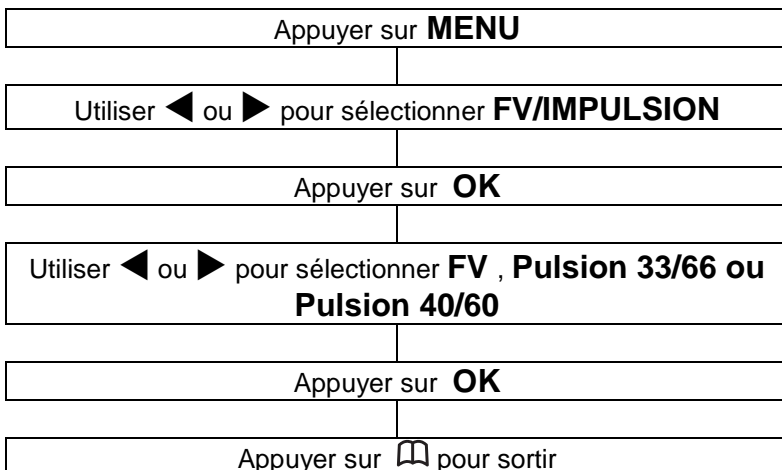 Appuyer sur MENU
Utiliser ◀ ou ▶ pour sélectionner FV/IMPULSION
Appuyer sur OK
Utiliser ◀ ou ▶ pour sélectionner FV , Pulsion 33/66 ou
Pulsion 40/60
Appuyer sur OK
Appuyer sur 🕮 pour sortir